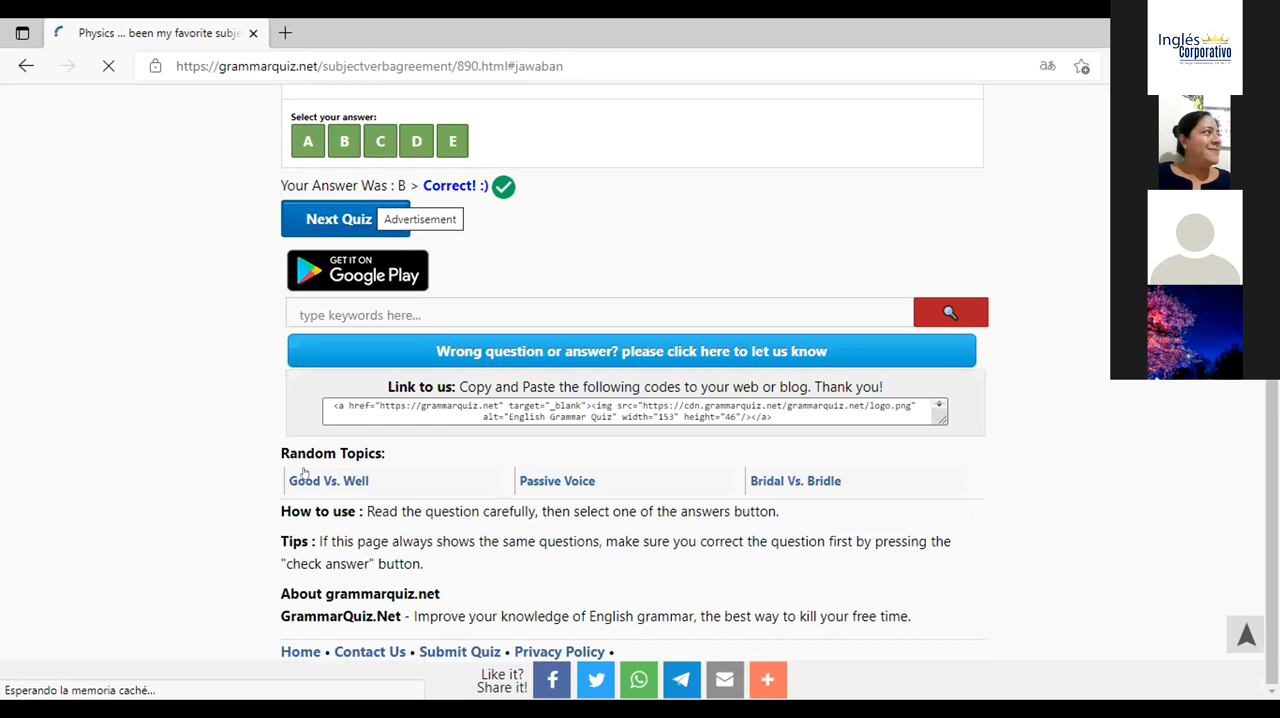 Physics ... been my favorite subje
https://grammarquiz.net/subjectverbagreement/890.html#jawaban
Inglés
Corporativo
Select your answer:
A B C D E
Your Answer Was : B > Correct! :)
Next Quiz
Advertisement
GET IT ON
Google Play
type keywords here...
Wrong question or answer? please click here to let us know
Link to us: Copy and Paste the following codes to your web or blog. Thank you!
<a href="https://grammarquiz.net" target="_blank"><img src="https://cdn.grammarquiz.net/grammarquiz.net/logo.png"
alt="English Grammar Quiz" width="153" height="46"/></a>
Random Topics:
Good Vs. Well Passive Voice Bridal Vs. Bridle
How to use : Read the question carefully, then select one of the answers button.
Tips : If this page always shows the same questions, make sure you correct the question first by pressing the
"check answer" button.
About grammarquiz.net
GrammarQuiz.Net - Improve your knowledge of English grammar, the best way to kill your free time.
Home • Contact Us • Submit Quiz • Privacy Policy •
Like it?
Share it!
Esperando la memoria caché...